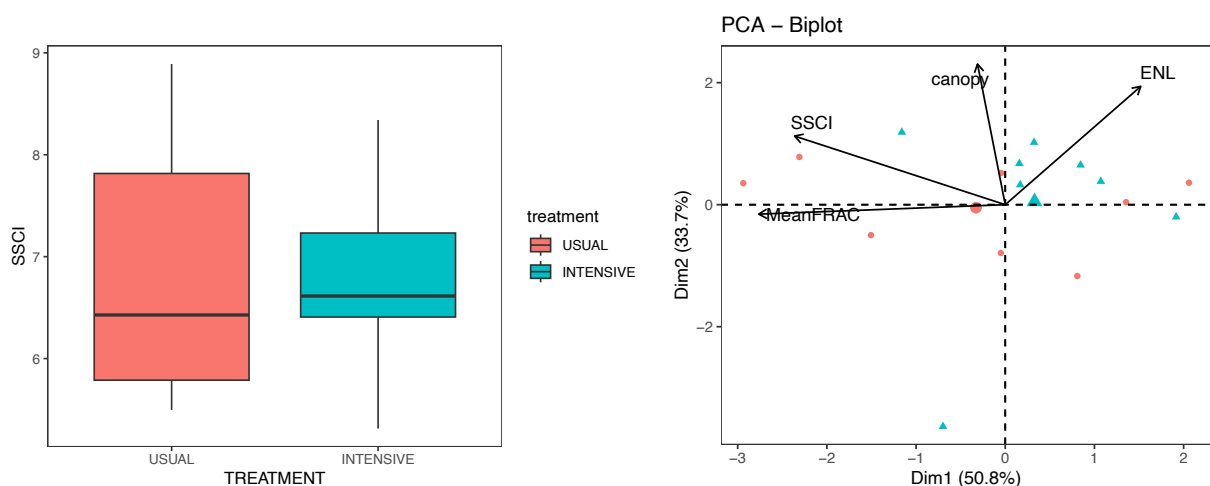 9
8
7
6
SSCI
USUAL
INTENSIVE
TREATMENT
treatment
USUAL
INTENSIVE
PCA − Biplot
canopy
ENL
SSCI
MeanFRAC
2
0
−2
Dim2 (33.7%)
−3
−2
−1
0
1
2
Dim1 (50.8%)